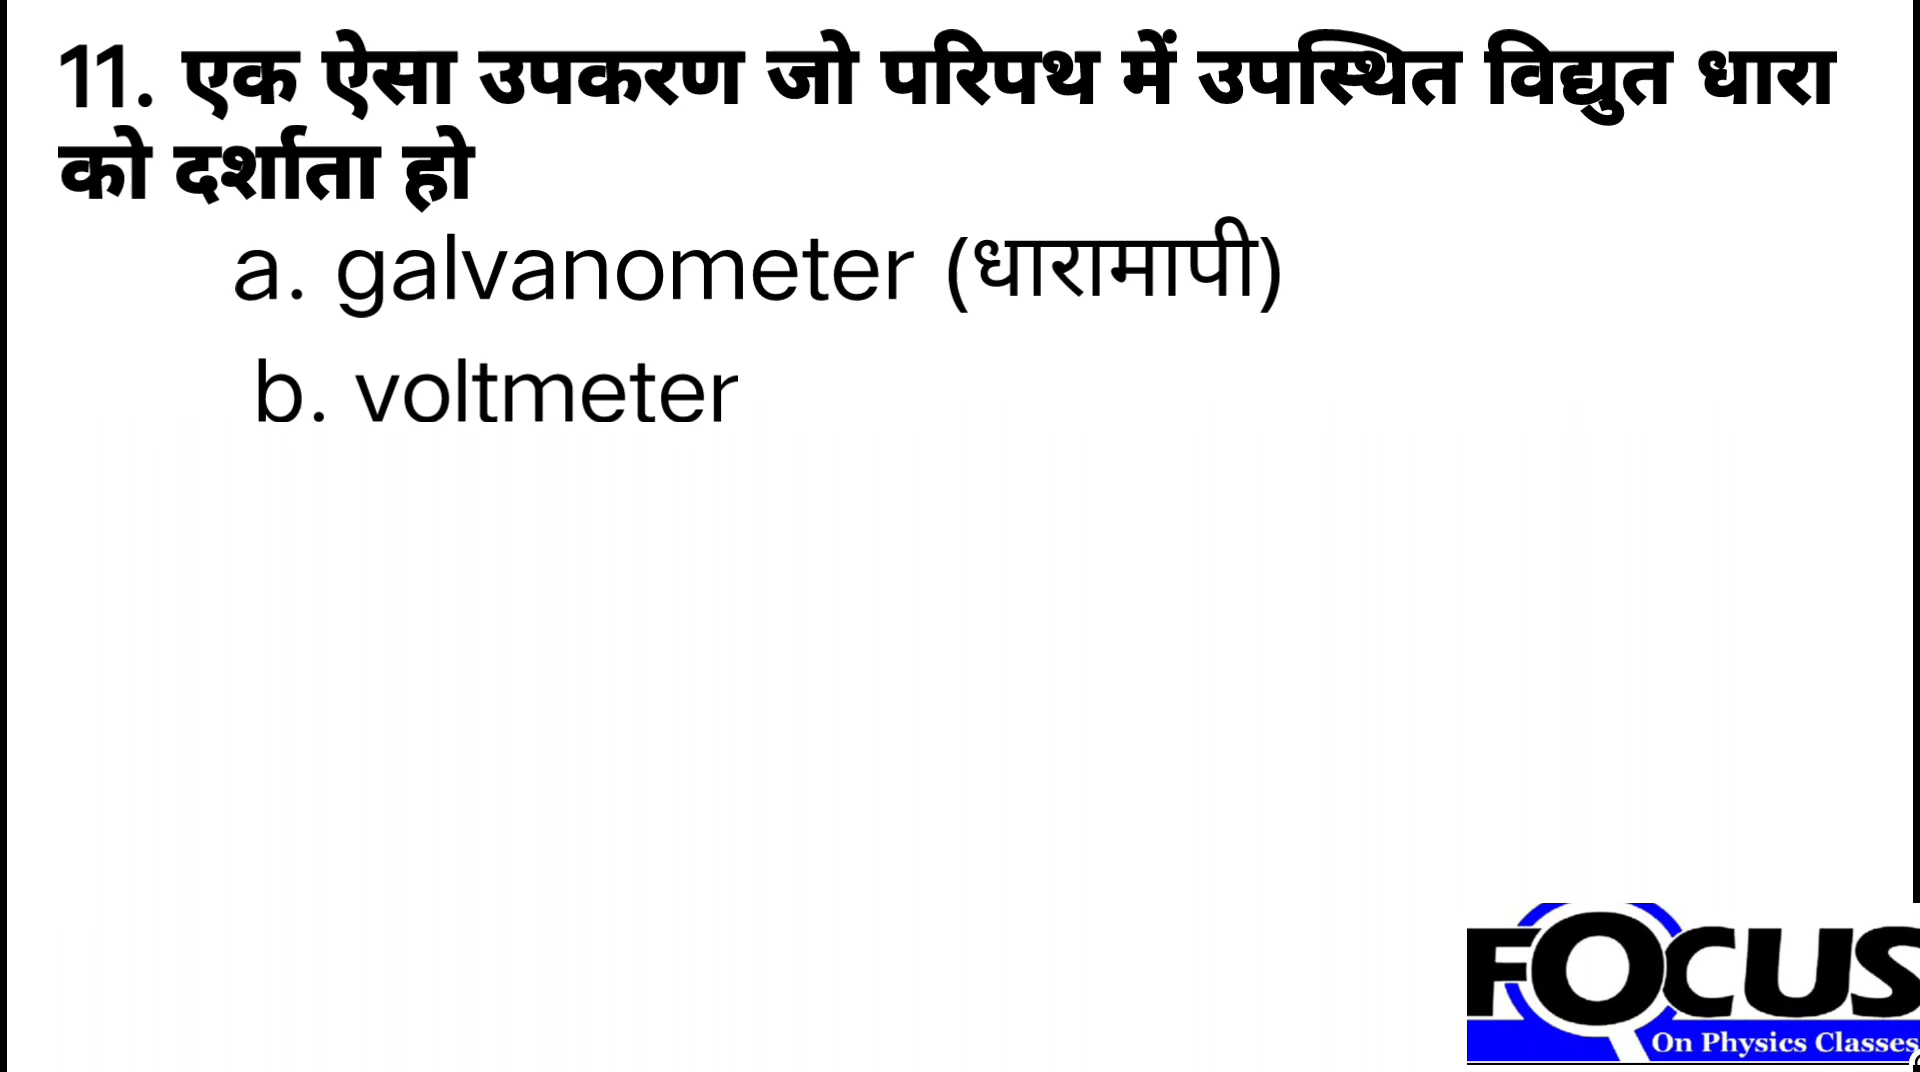 11. एक ऐसा उपकरण जो परिपथ में उपस्थित विद्युत धारा
को दर्शाता हो
a. galvanometer (धारामापी)
b. voltmeter
FOCUS
On Physics Classes